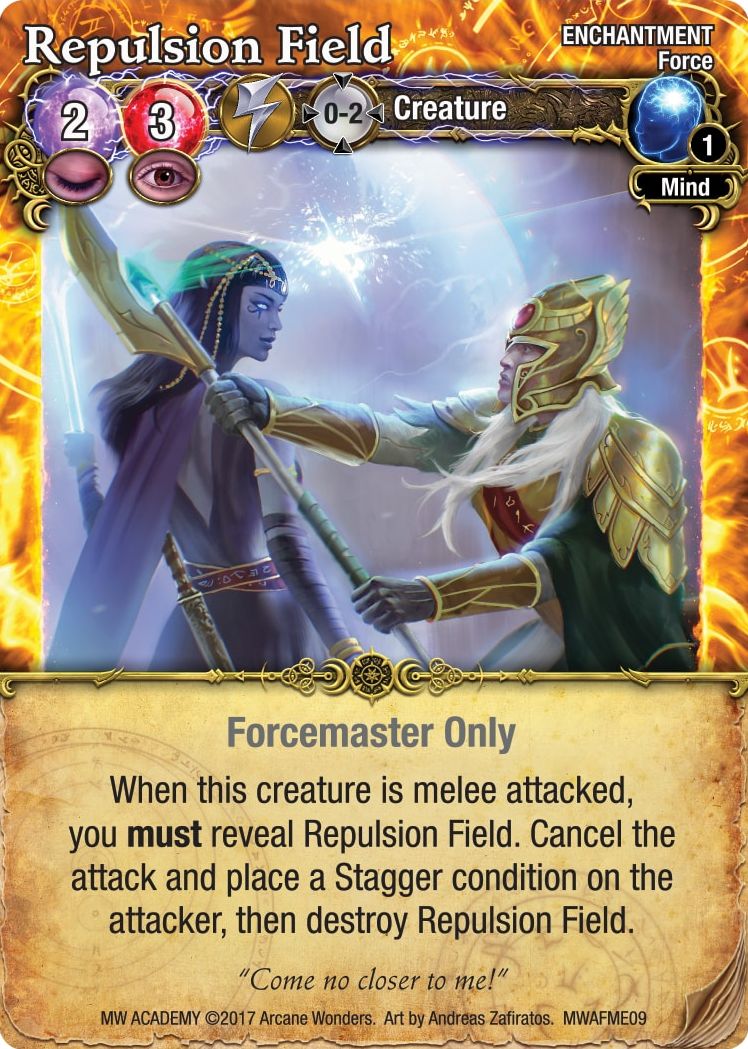 Repulsion Field
ENCHANTMENT
Force
2
3
0-2
Creature
1
Mind
Forcemaster Only
When this creature is melee attacked,
you must reveal Repulsion Field. Cancel the
attack and place a Stagger condition on the
attacker, then destroy Repulsion Field.
“Come no closer to me!”
MW ACADEMY ©2017 Arcane Wonders. Art by Andreas Zafiratos. MWAFME09